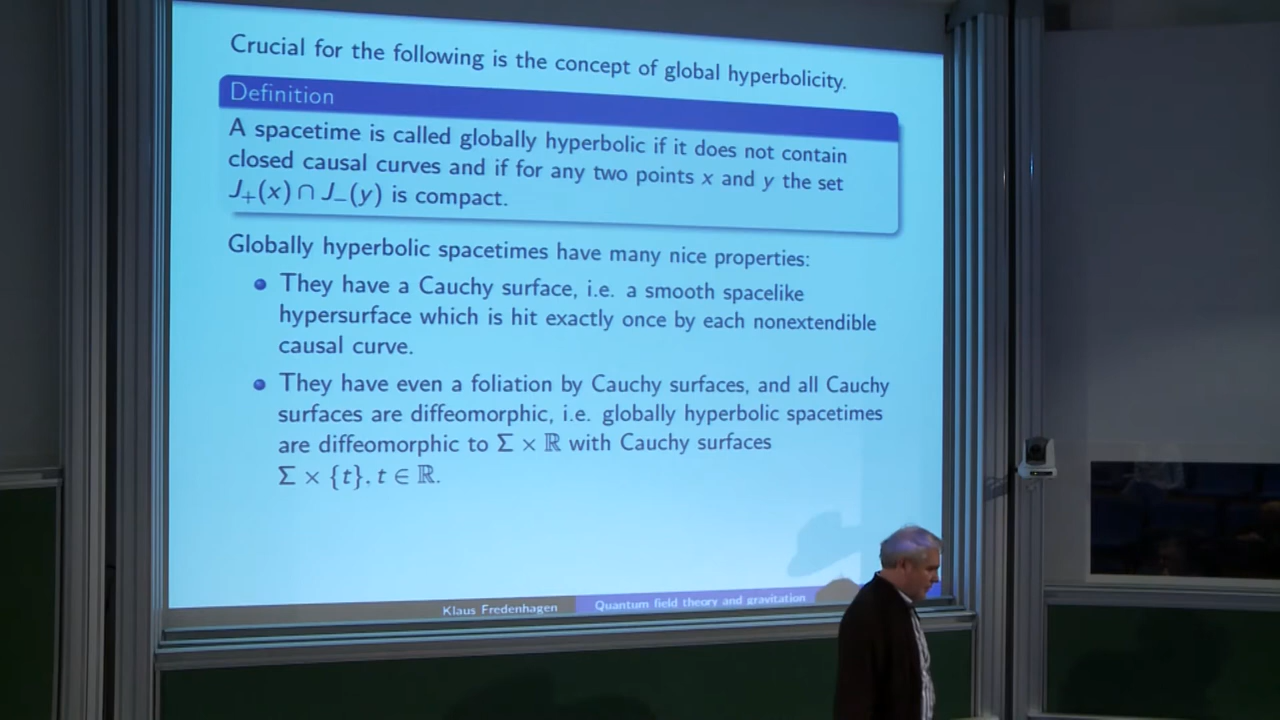 Crucial for the following is the concept of global hyperbolicity.
Definition
A spacetime is called globally hyperbolic if it does not contain
closed causal curves and if for any two points x and y the set
J₊(x) ∩ J₋(y) is compact.
Globally hyperbolic spacetimes have many nice properties:
They have a Cauchy surface, i.e. a smooth spacelike
hypersurface which is hit exactly once by each nonextendible
causal curve.
They have even a foliation by Cauchy surfaces, and all Cauchy
surfaces are diffeomorphic, i.e. globally hyperbolic spacetimes
are diffeomorphic to Σ × ℝ with Cauchy surfaces
Σ × {t}. t ∈ ℝ.
Klaus Fredenhagen Quantum field theory and gravitation